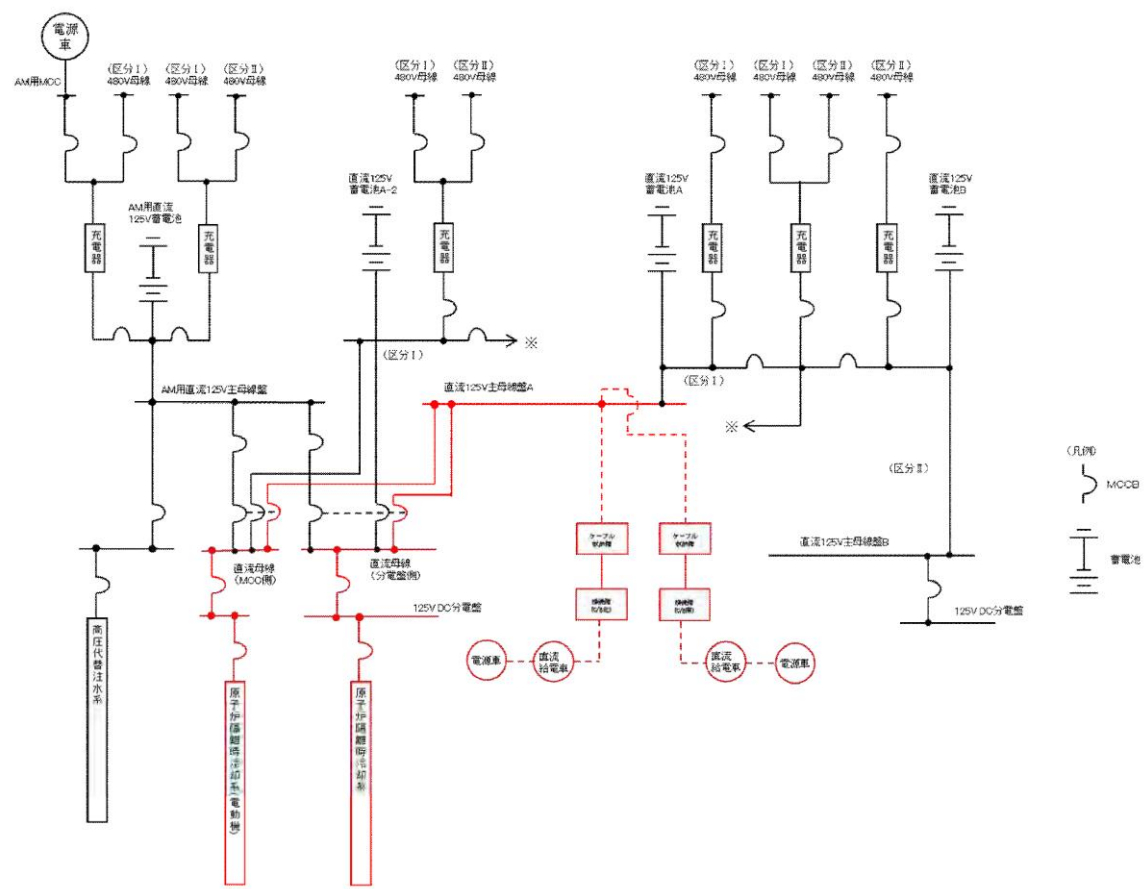 電源
車
AM用MCC
(区分Ⅰ)
480V母線
(区分Ⅰ)
480V母線
(区分Ⅱ)
480V母線
(区分Ⅰ)
480V母線
(区分Ⅱ)
480V母線
(区分Ⅰ)
480V母線
(区分Ⅰ)
480V母線
(区分Ⅱ)
480V母線
(区分Ⅱ)
480V母線
充電器
AM用直流
125V蓄電池
充電器
直流125V
蓄電池A-2
充電器
直流125V
蓄電池A
充電器
充電器
充電器
直流125V
蓄電池B
※
(区分Ⅰ)
(区分Ⅰ)
AM用直流125V主母線盤
直流125V主母線盤A
※
(区分Ⅱ)
(凡例)
MCCB
蓄電池
直流母線
(MCC側)
直流母線
(分電盤側)
ケーブル
ケーブル
直流125V主母線盤B
125V DC分電盤
125V DC分電盤
電源車
直流
給電車
直流
給電車
電源車
高圧代替注水系
原子炉隔離時冷却系(電動機)
原子炉隔離時冷却系